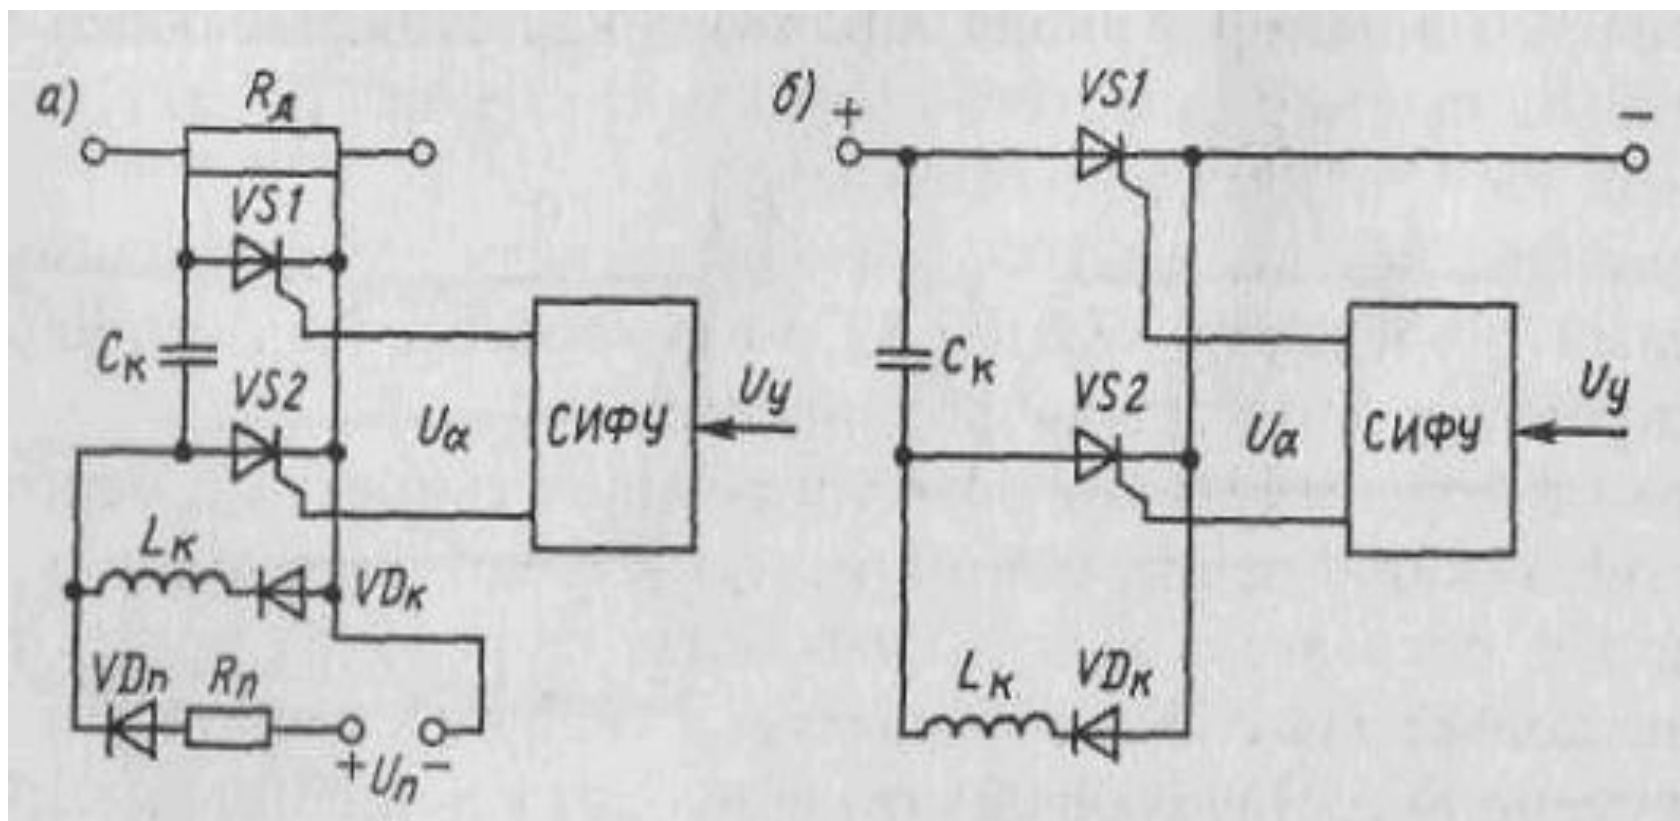 а) Rд
VS1
Cк
VS2
Uα
СИФУ
Uу
Lк
VDк
VDп Rп
+ Uп −
б) + VS1 −
Cк
VS2
Uα
СИФУ
Uу
Lк VDк